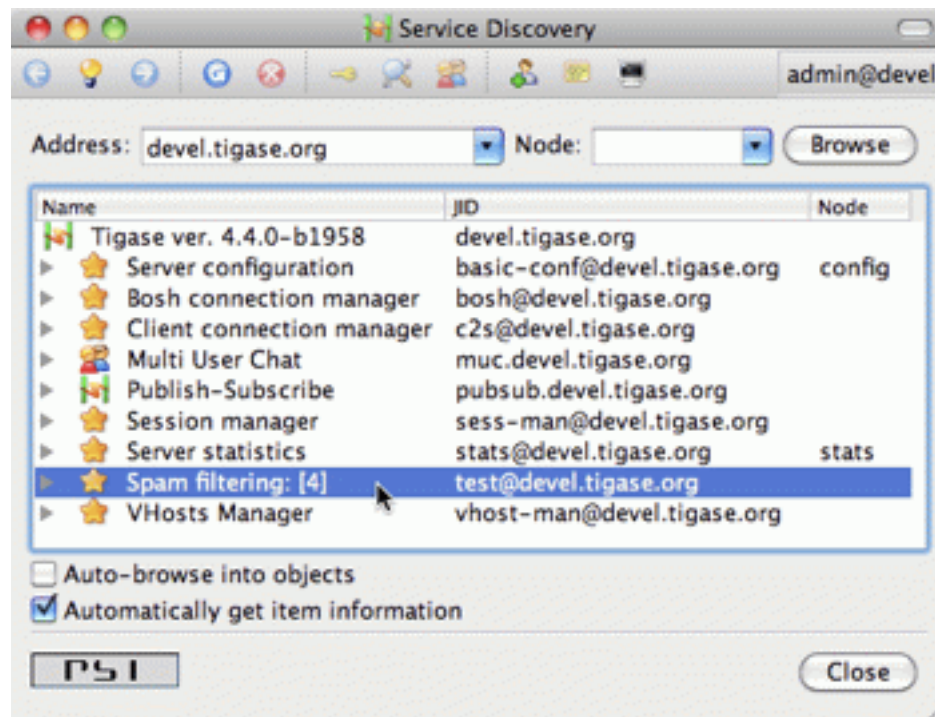 Service Discovery
admin@devel
Address: devel.tigase.org Node: Browse
Name JID Node
Tigase ver. 4.4.0-b1958 devel.tigase.org
Server configuration basic-conf@devel.tigase.org config
Bosh connection manager bosh@devel.tigase.org
Client connection manager c2s@devel.tigase.org
Multi User Chat muc.devel.tigase.org
Publish-Subscribe pubsub.devel.tigase.org
Session manager sess-man@devel.tigase.org
Server statistics stats@devel.tigase.org stats
Spam filtering: [4] test@devel.tigase.org
VHosts Manager vhost-man@devel.tigase.org
Auto-browse into objects
Automatically get item information
PSI Close